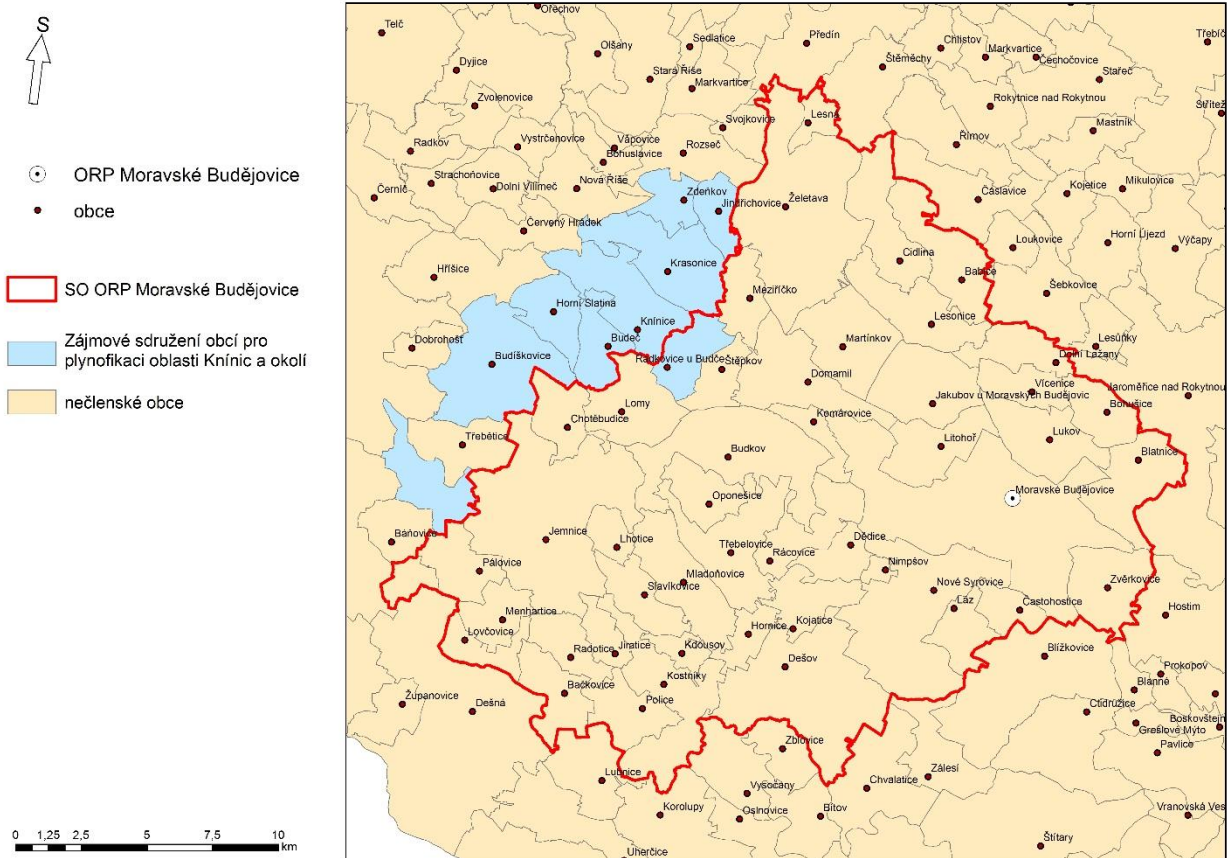 S
ORP Moravské Budějovice
obce
SO ORP Moravské Budějovice
Zájmové sdružení obcí pro
plynofikaci oblasti Knínic a okolí
nečlenské obce
0 1,25 2,5 5 7,5 10
km
Ořechov
Telč
Olšany
Sedlatice
Předín
Chlístov
Markvartice
Čechočovice
Třebíč
Dyjice
Stará Říše
Markvartice
Štěměchy
Stařeč
Zvolenovice
Rokytnice nad Rokytnou
Střítež
Svojkovice
Lesná
Mastník
Radkov
Vystrčenovice
Vápovice
Bohuslavice
Rozseč
Římov
Černíč
Strachoňovice
Dolní Vilímeč
Nová Říše
Zdeňkov
Jindřichovice
Želetava
Čáslavice
Kojetice
Mikulovice
Červený Hrádek
Loukovice
Horní Újezd
Výčapy
Hříšice
Krasonice
Cidlina
Babice
Šebkovice
Horní Slatina
Meziříčko
Knínice
Lesonice
Dobrohošť
Budeč
Martínkov
Lesůňky
Budíškovice
Radkovice u Budče
Štěpkov
Dolní Lažany
Domamil
Vícenice
Jaroměřice nad Rokytnou
Lomy
Jakubov u Moravských Budějovic
Bohušice
Chotěbudice
Komárovice
Třebětice
Litohoř
Lukov
Budkov
Blatnice
Oponešice
Moravské Budějovice
Báňovice
Jemnice
Lhotice
Třebelovice
Rácovice
Dědice
Pálovice
Mladoňovice
Nimpšov
Slavíkovice
Nové Syrovice
Láz
Zvěrkovice
Menhartice
Častohostice
Hostim
Lovčovice
Hornice
Kojatice
Radotice
Jiratice
Kdousov
Dešov
Blížkovice
Bačkovice
Kostníky
Prokopov
Blanné
Županovice
Dešná
Police
Ctidružice
Boskovštejn
Grešlové Mýto
Zblovice
Pavlice
Lubnice
Vysočany
Chvalatice
Zálesí
Korolupy
Oslnovice
Bítov
Vranovská Ves
Štítary
Uherčice